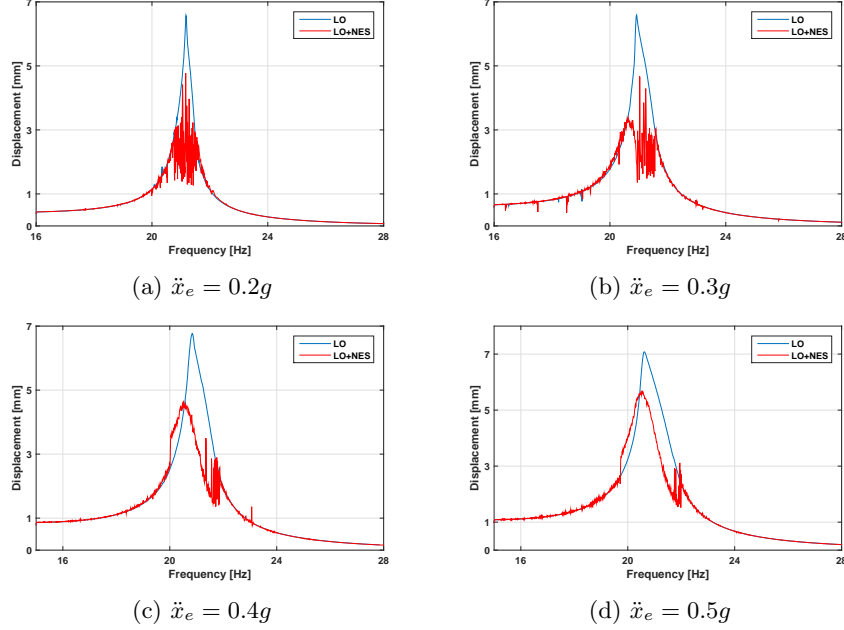 7
5
3
1
0
16
20
24
28
Displacement [mm]
Frequency [Hz]
LO
LO+NES
(a) ẍₑ = 0.2g
7
5
3
1
0
16
20
24
28
Displacement [mm]
Frequency [Hz]
LO
LO+NES
(b) ẍₑ = 0.3g
7
5
3
1
0
16
20
24
28
Displacement [mm]
Frequency [Hz]
LO
LO+NES
(c) ẍₑ = 0.4g
7
5
3
1
0
16
20
24
28
Displacement [mm]
Frequency [Hz]
LO
LO+NES
(d) ẍₑ = 0.5g